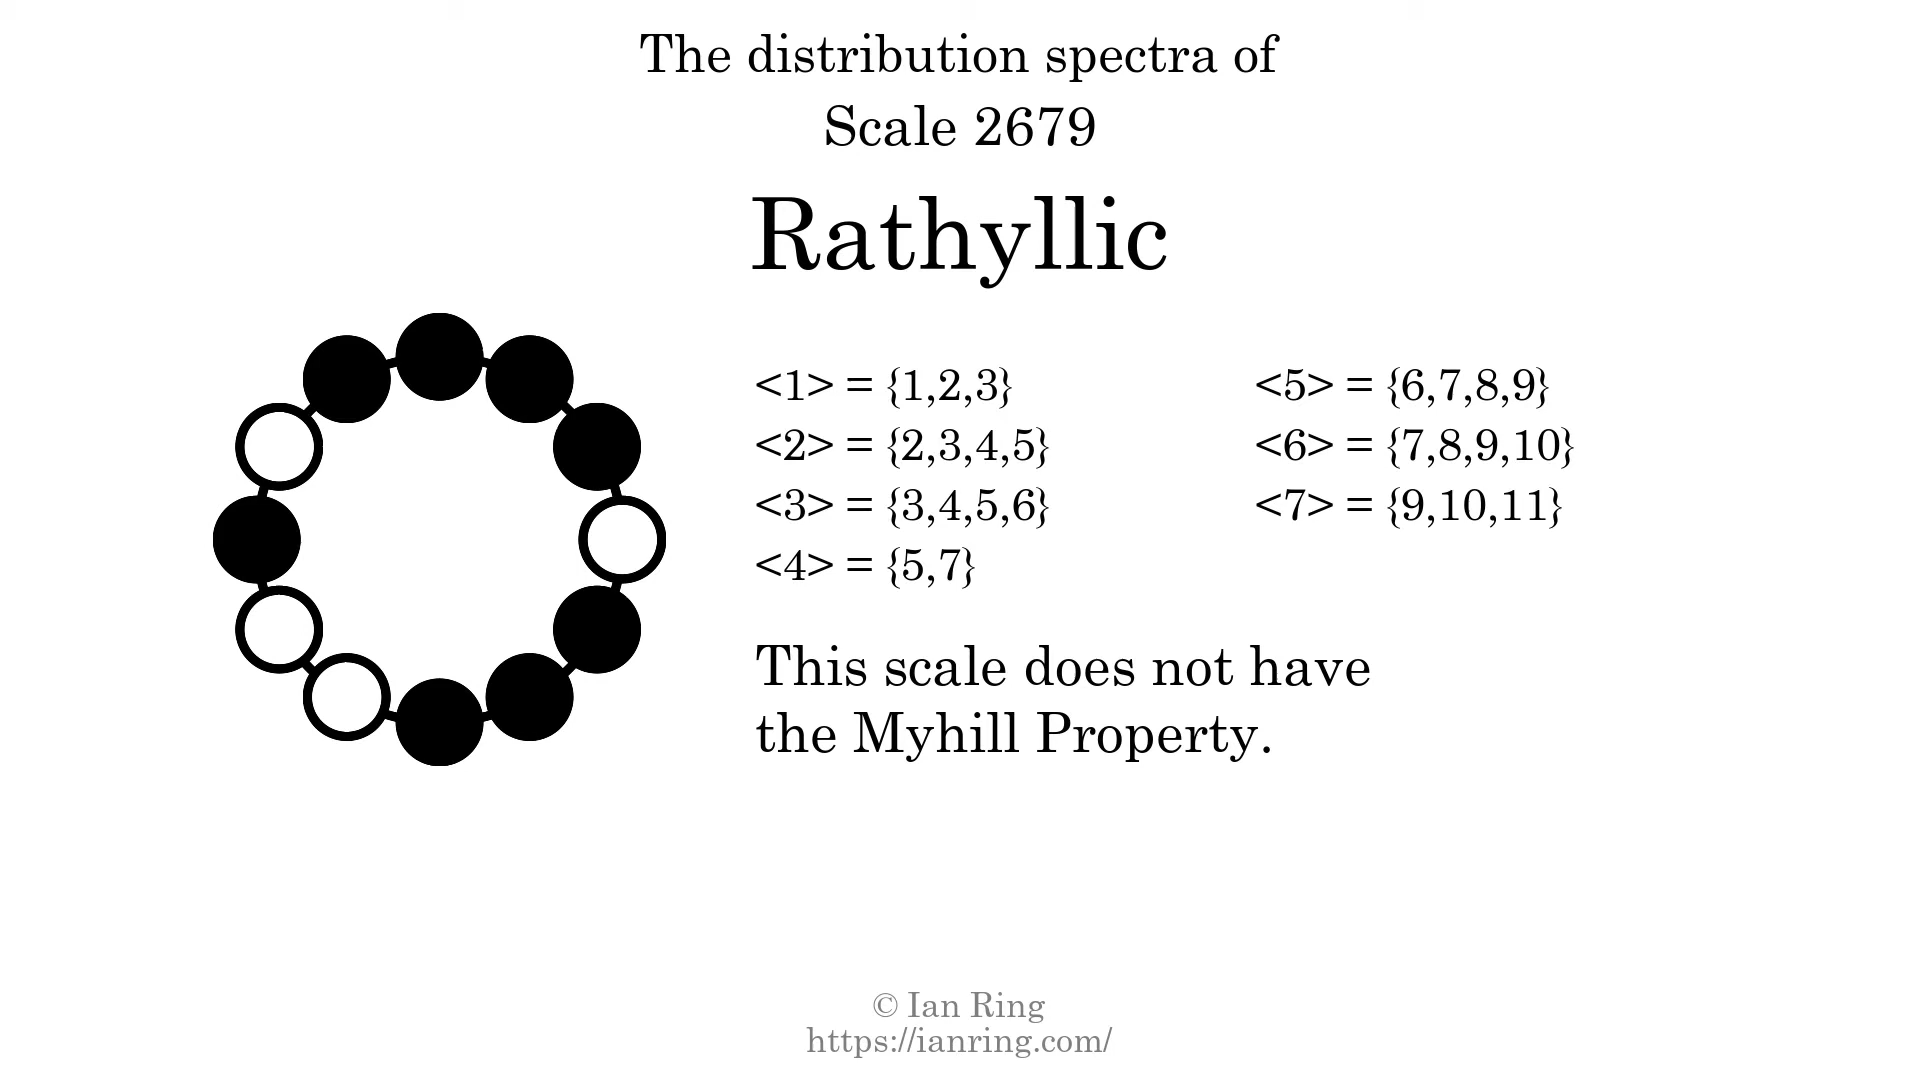 The distribution spectra of
Scale 2679
Rathyllic
<1> = {1,2,3}
<2> = {2,3,4,5}
<3> = {3,4,5,6}
<4> = {5,7}
<5> = {6,7,8,9}
<6> = {7,8,9,10}
<7> = {9,10,11}
This scale does not have
the Myhill Property.
© Ian Ring
https://ianring.com/